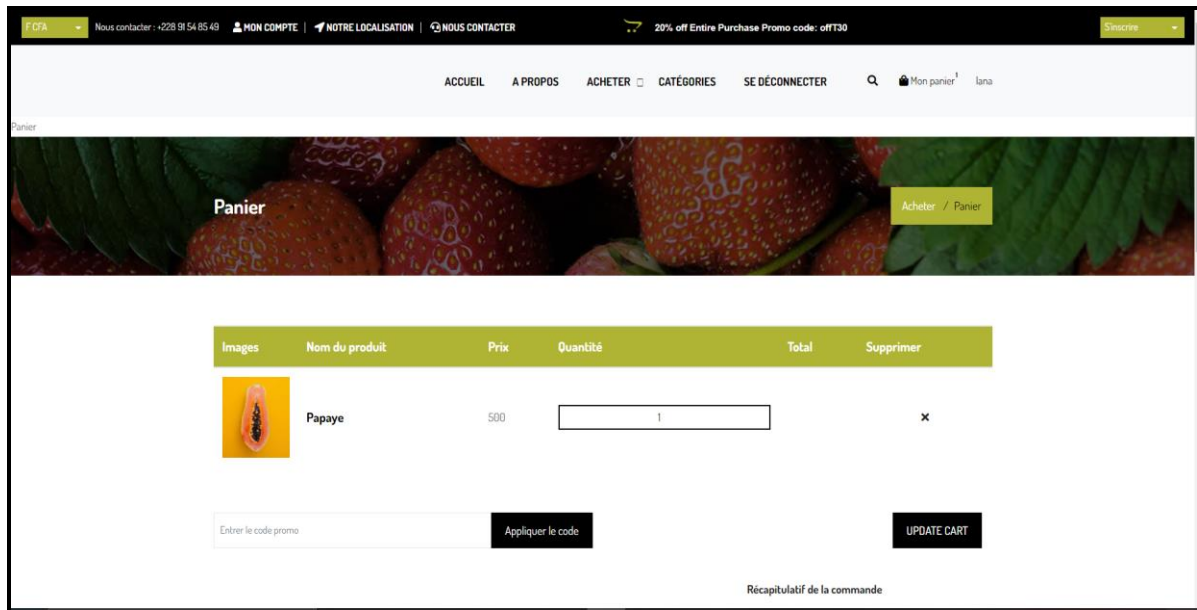 F CFA Nous contacter : +228 91 54 85 49 MON COMPTE | NOTRE LOCALISATION | NOUS CONTACTER 20% off Entire Purchase Promo code: offT30 S'inscrire
ACCUEIL A PROPOS ACHETER CATÉGORIES SE DÉCONNECTER Mon panier 1 lana
Panier
Panier Acheter / Panier
Images Nom du produit Prix Quantité Total Supprimer
Papaye 500 1
Entrer le code promo Appliquer le code UPDATE CART
Récapitulatif de la commande